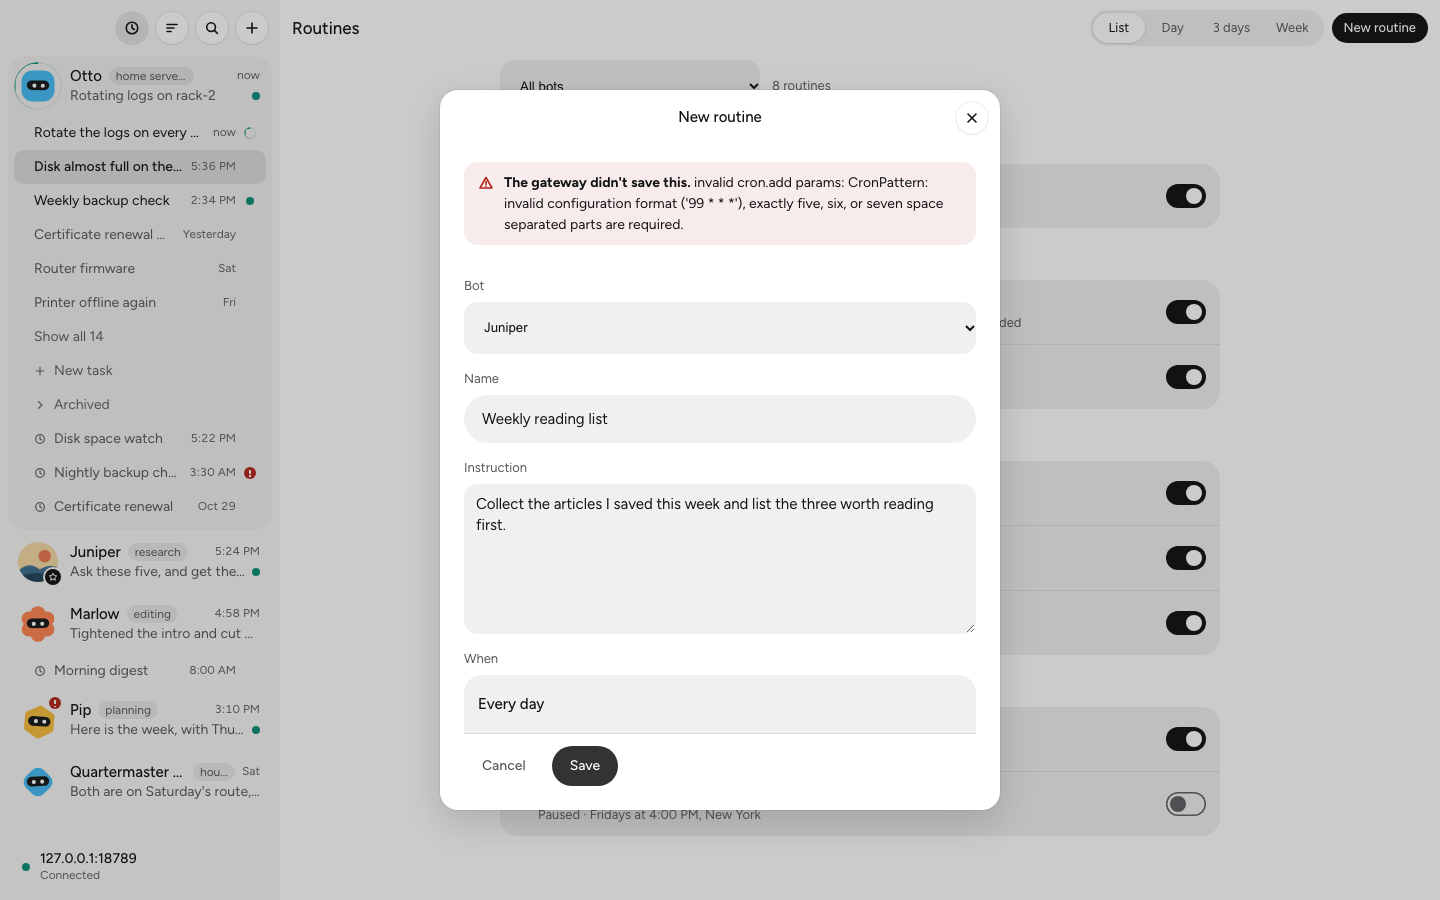 Routines
List
Day
3 days
Week
New routine
Otto
home serve...
now
Rotating logs on rack-2
Rotate the logs on every ...
now
Disk almost full on the...
5:36 PM
Weekly backup check
2:34 PM
Certificate renewal ...
Yesterday
Router firmware
Sat
Printer offline again
Fri
Show all 14
New task
Archived
Disk space watch
5:22 PM
Nightly backup ch...
3:30 AM
Certificate renewal
Oct 29
Juniper
research
5:24 PM
Ask these five, and get the...
Marlow
editing
4:58 PM
Tightened the intro and cut ...
Morning digest
8:00 AM
Pip
planning
3:10 PM
Here is the week, with Thu...
Quartermaster ...
hou...
Sat
Both are on Saturday's route,...
127.0.0.1:18789
Connected
All bots
8 routines
New routine
The gateway didn't save this. invalid cron.add params: CronPattern:
invalid configuration format ('99 * * *'), exactly five, six, or seven space
separated parts are required.
Bot
Juniper
Name
Weekly reading list
Instruction
Collect the articles I saved this week and list the three worth reading
first.
When
Every day
Cancel
Save
Paused · Fridays at 4:00 PM, New York